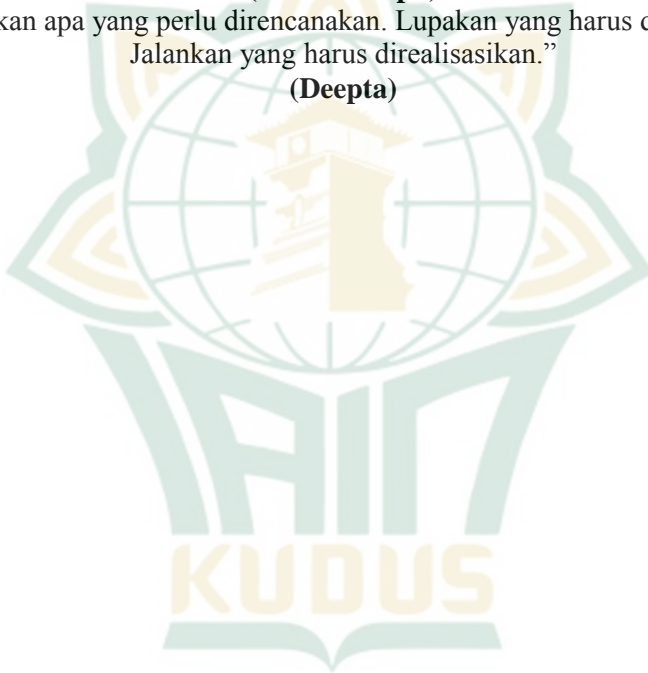 kan apa yang perlu direncanakan. Lupakan yang harus
Jalankan yang harus direalisasikan.”
(Deepta)
IAIN
KUDUS